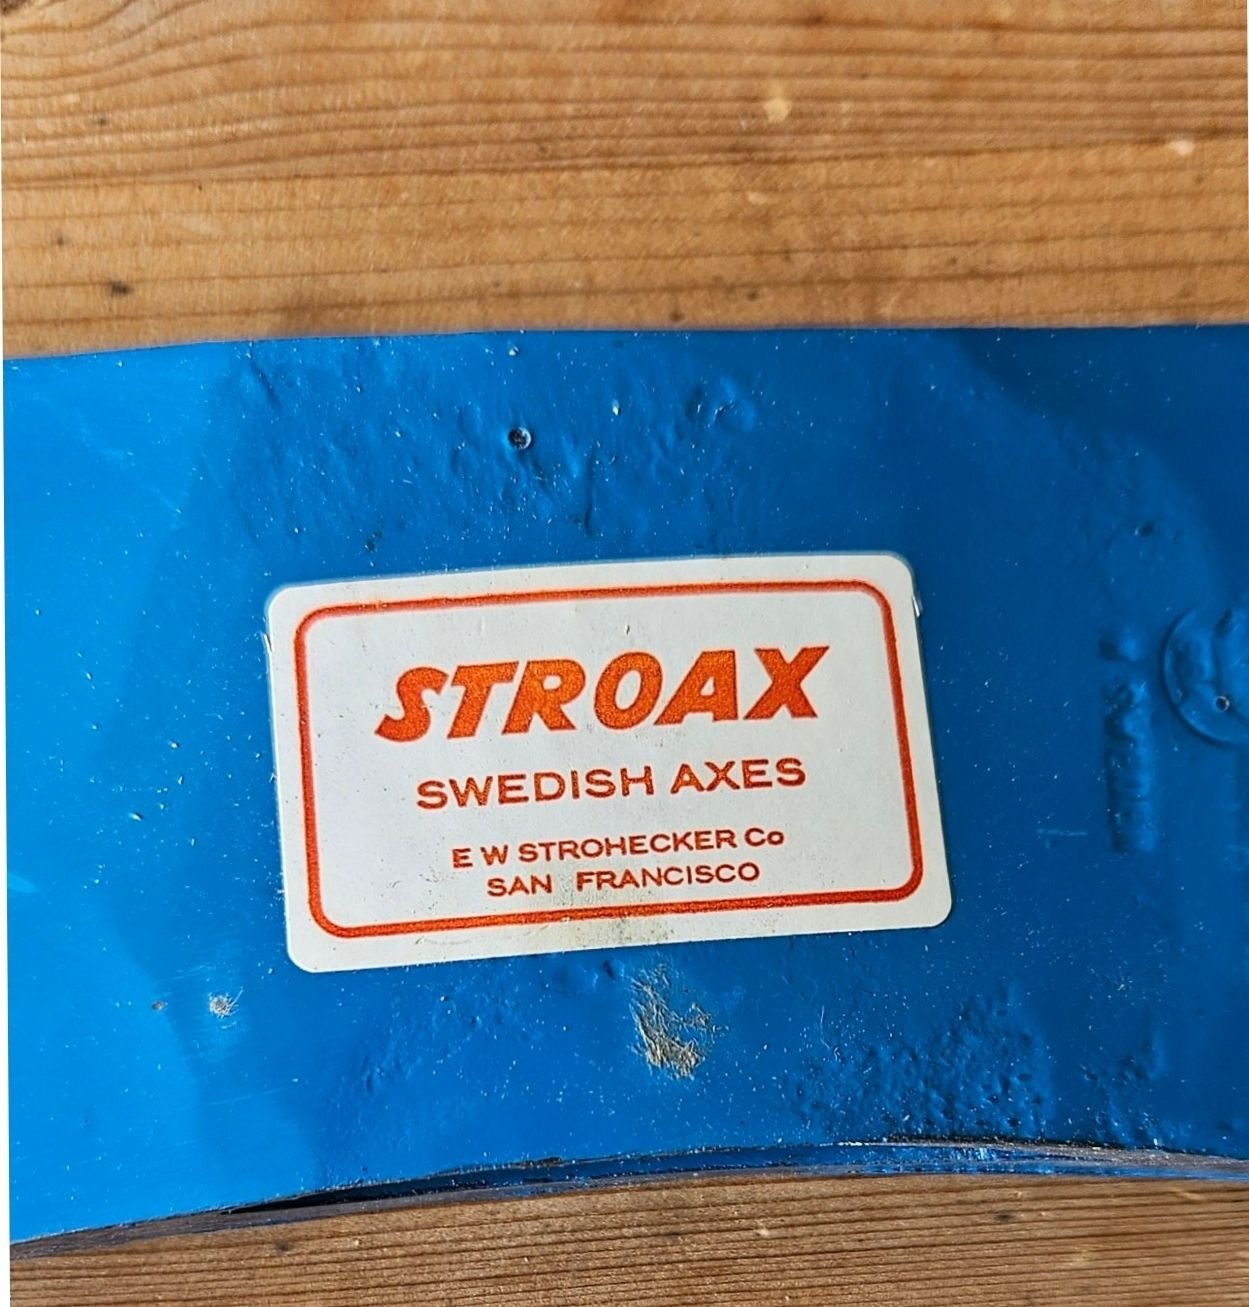 STROAX
SWEDISH AXES
E W STROHECKER Co
SAN FRANCISCO